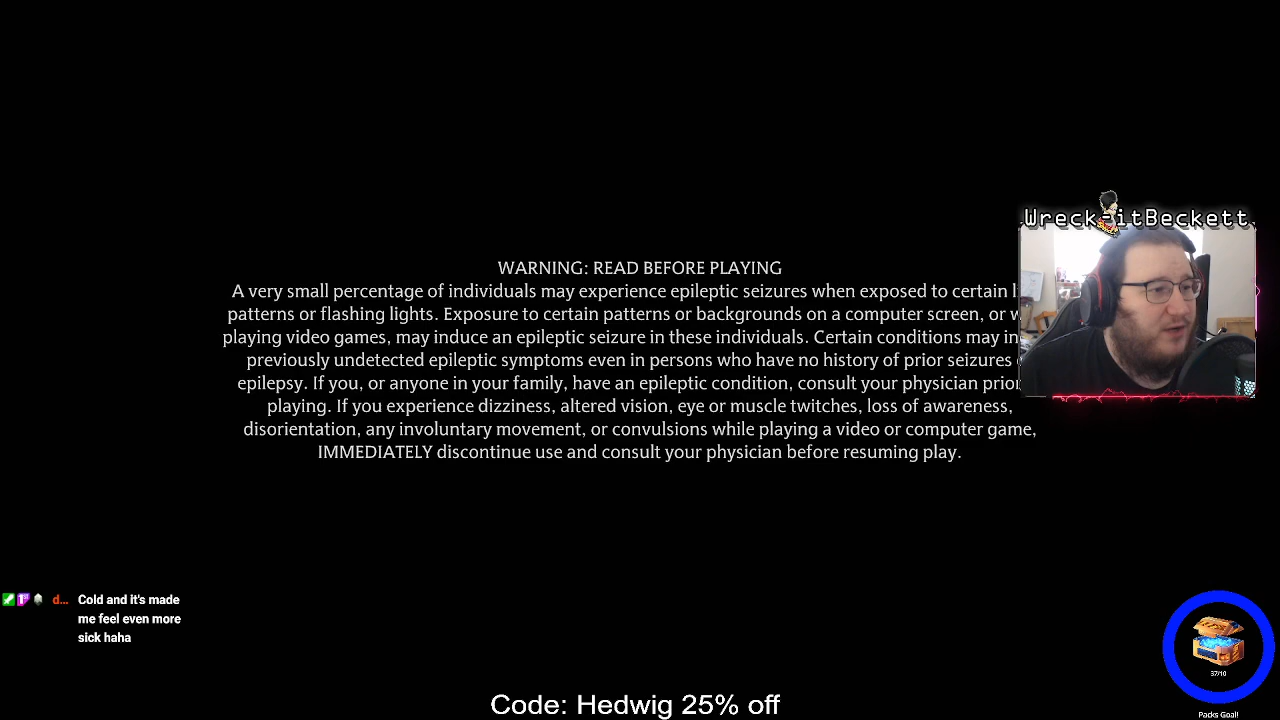 Wreck-itBeckett
WARNING: READ BEFORE PLAYING
A very small percentage of individuals may experience epileptic seizures when exposed to certain
patterns or flashing lights. Exposure to certain patterns or backgrounds on a computer screen, or
playing video games, may induce an epileptic seizure in these individuals. Certain conditions may
previously undetected epileptic symptoms even in persons who have no history of prior seizures
epilepsy. If you, or anyone in your family, have an epileptic condition, consult your physician prior
playing. If you experience dizziness, altered vision, eye or muscle twitches, loss of awareness,
disorientation, any involuntary movement, or convulsions while playing a video or computer game,
IMMEDIATELY discontinue use and consult your physician before resuming play.
d... Cold and it's made
me feel even more
sick haha
37/10
Code: Hedwig 25% off
Packs Goal!